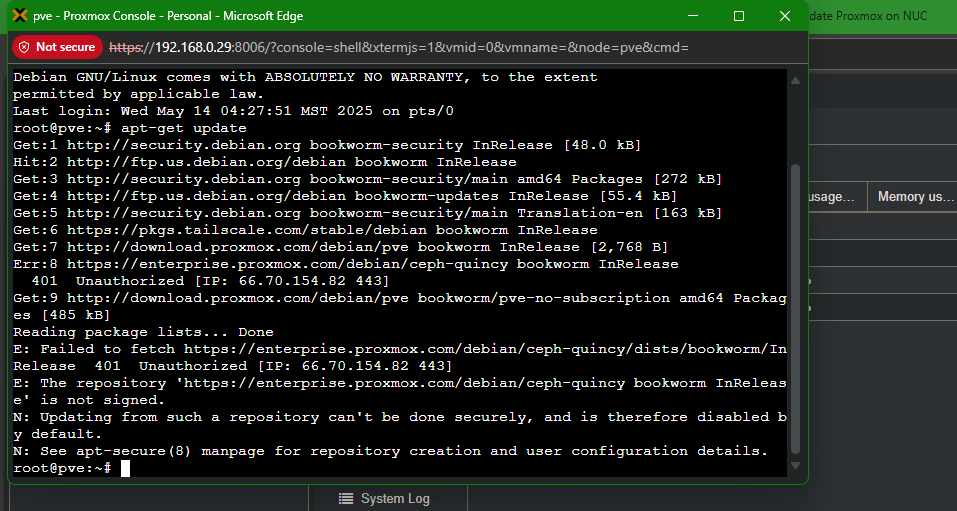 pve - Proxmox Console - Personal - Microsoft Edge
date Proxmox on NUC
Not secure
https://192.168.0.29:8006/?console=shell&xtermjs=1&vmid=0&vmname=&node=pve&cmd=
Debian GNU/Linux comes with ABSOLUTELY NO WARRANTY, to the extent
permitted by applicable law.
Last login: Wed May 14 04:27:51 MST 2025 on pts/0
root@pve:~# apt-get update
Get:1 http://security.debian.org bookworm-security InRelease [48.0 kB]
Hit:2 http://ftp.us.debian.org/debian bookworm InRelease
Get:3 http://security.debian.org bookworm-security/main amd64 Packages [272 kB]
Get:4 http://ftp.us.debian.org/debian bookworm-updates InRelease [55.4 kB]
Get:5 http://security.debian.org bookworm-security/main Translation-en [163 kB]
Get:6 https://pkgs.tailscale.com/stable/debian bookworm InRelease
Get:7 http://download.proxmox.com/debian/pve bookworm InRelease [2,768 B]
Err:8 https://enterprise.proxmox.com/debian/ceph-quincy bookworm InRelease
  401  Unauthorized [IP: 66.70.154.82 443]
Get:9 http://download.proxmox.com/debian/pve bookworm/pve-no-subscription amd64 Packag
es [485 kB]
Reading package lists... Done
E: Failed to fetch https://enterprise.proxmox.com/debian/ceph-quincy/dists/bookworm/In
Release  401  Unauthorized [IP: 66.70.154.82 443]
E: The repository 'https://enterprise.proxmox.com/debian/ceph-quincy bookworm InReleas
e' is not signed.
N: Updating from such a repository can't be done securely, and is therefore disabled b
y default.
N: See apt-secure(8) manpage for repository creation and user configuration details.
root@pve:~#
usage...
Memory us...
System Log